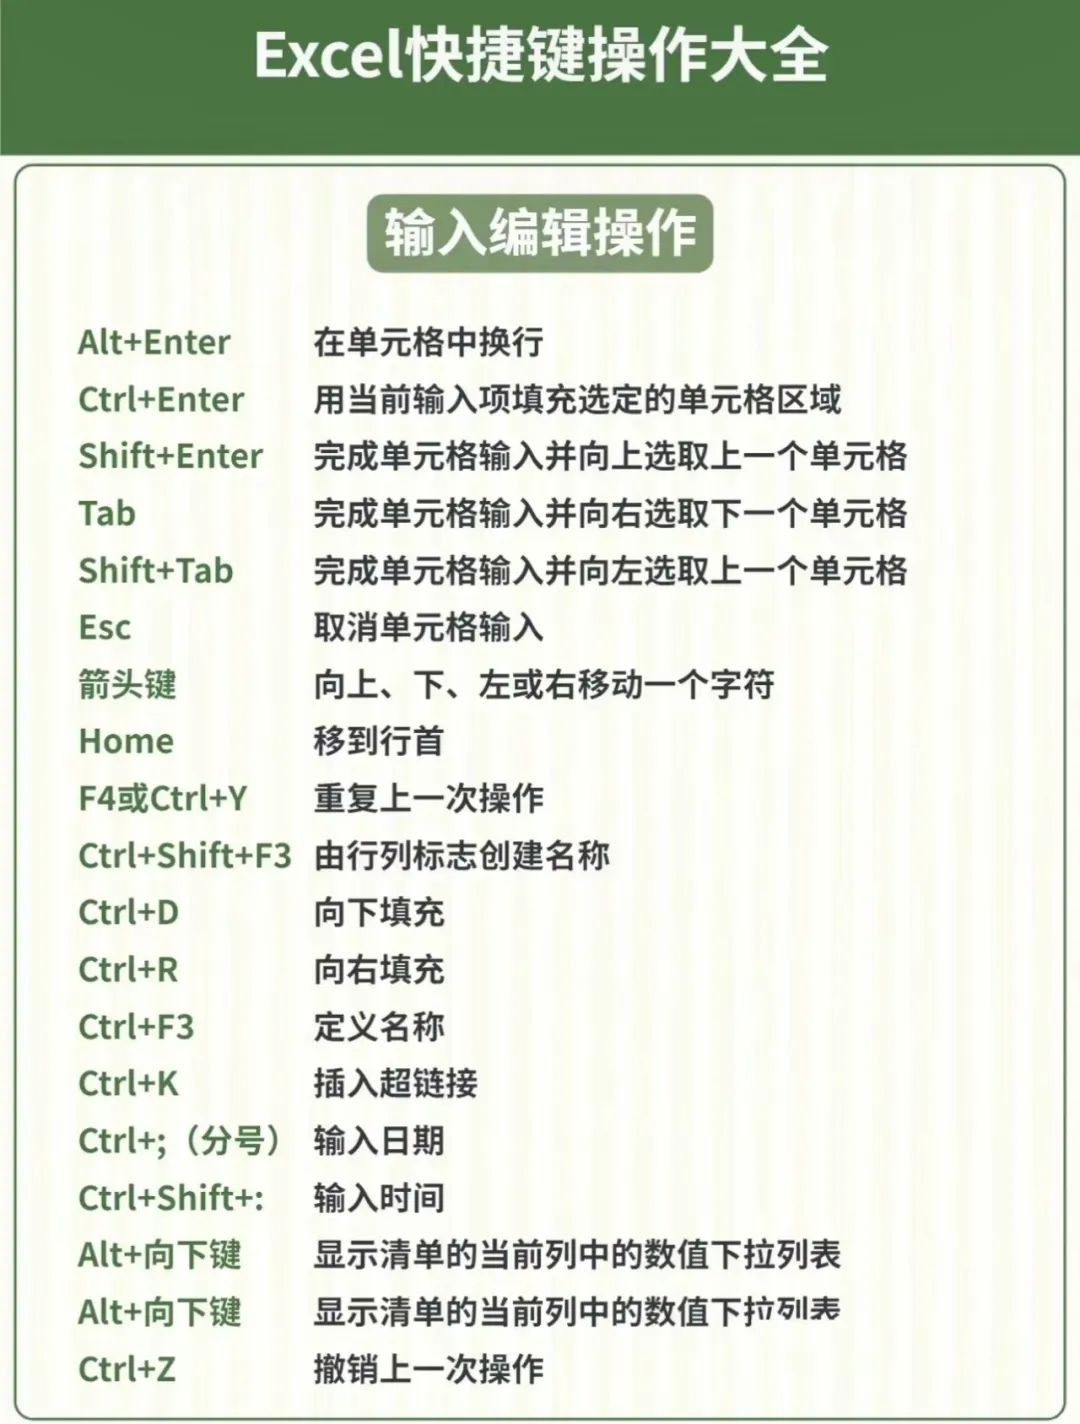 Excel快捷键操作大全
输入编辑操作
Alt+Enter 在单元格中换行
Ctrl+Enter 用当前输入项填充选定的单元格区域
Shift+Enter 完成单元格输入并向上选取上一个单元格
Tab 完成单元格输入并向右选取下一个单元格
Shift+Tab 完成单元格输入并向左选取上一个单元格
Esc 取消单元格输入
箭头键 向上、下、左或右移动一个字符
Home 移到行首
F4或Ctrl+Y 重复上一次操作
Ctrl+Shift+F3 由行列标志创建名称
Ctrl+D 向下填充
Ctrl+R 向右填充
Ctrl+F3 定义名称
Ctrl+K 插入超链接
Ctrl+;（分号） 输入日期
Ctrl+Shift+: 输入时间
Alt+向下键 显示清单的当前列中的数值下拉列表
Alt+向下键 显示清单的当前列中的数值下拉列表
Ctrl+Z 撤销上一次操作